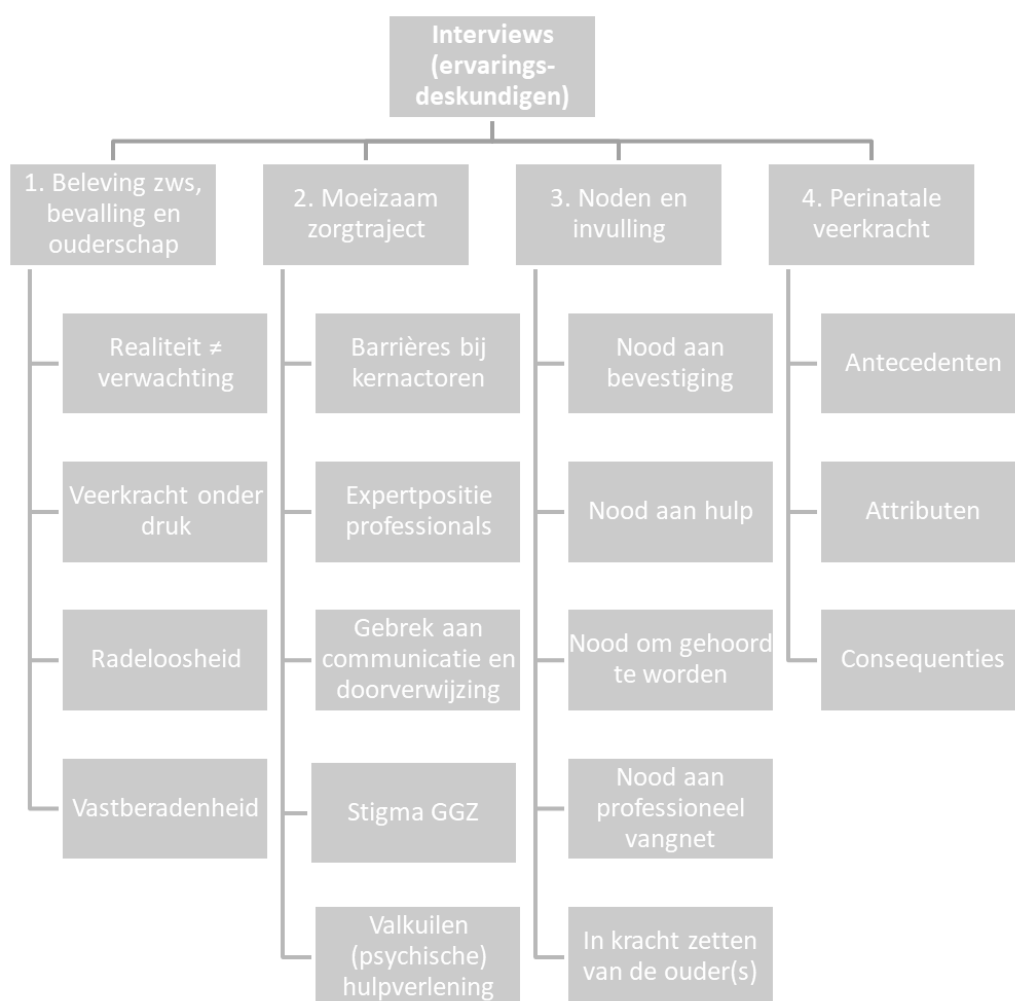 Interviews
(ervarings-
deskundigen)
1. Beleving zws,
bevalling en
ouderschap
Realiteit ≠
verwachting
Veerkracht onder
druk
Radeloosheid
Vastberadenheid
2. Moeizaam
zorgtraject
Barrières bij
kernactoren
Expertpositie
professionals
Gebrek aan
communicatie en
doorverwijzing
Stigma GGZ
Valkuilen
(psychische)
hulpverlening
3. Noden en
invulling
Nood aan
bevestiging
Nood aan hulp
Nood om gehoord
te worden
Nood aan
professioneel
vangnet
In kracht zetten
van de ouder(s)
4. Perinatale
veerkracht
Antecedenten
Attributen
Consequenties